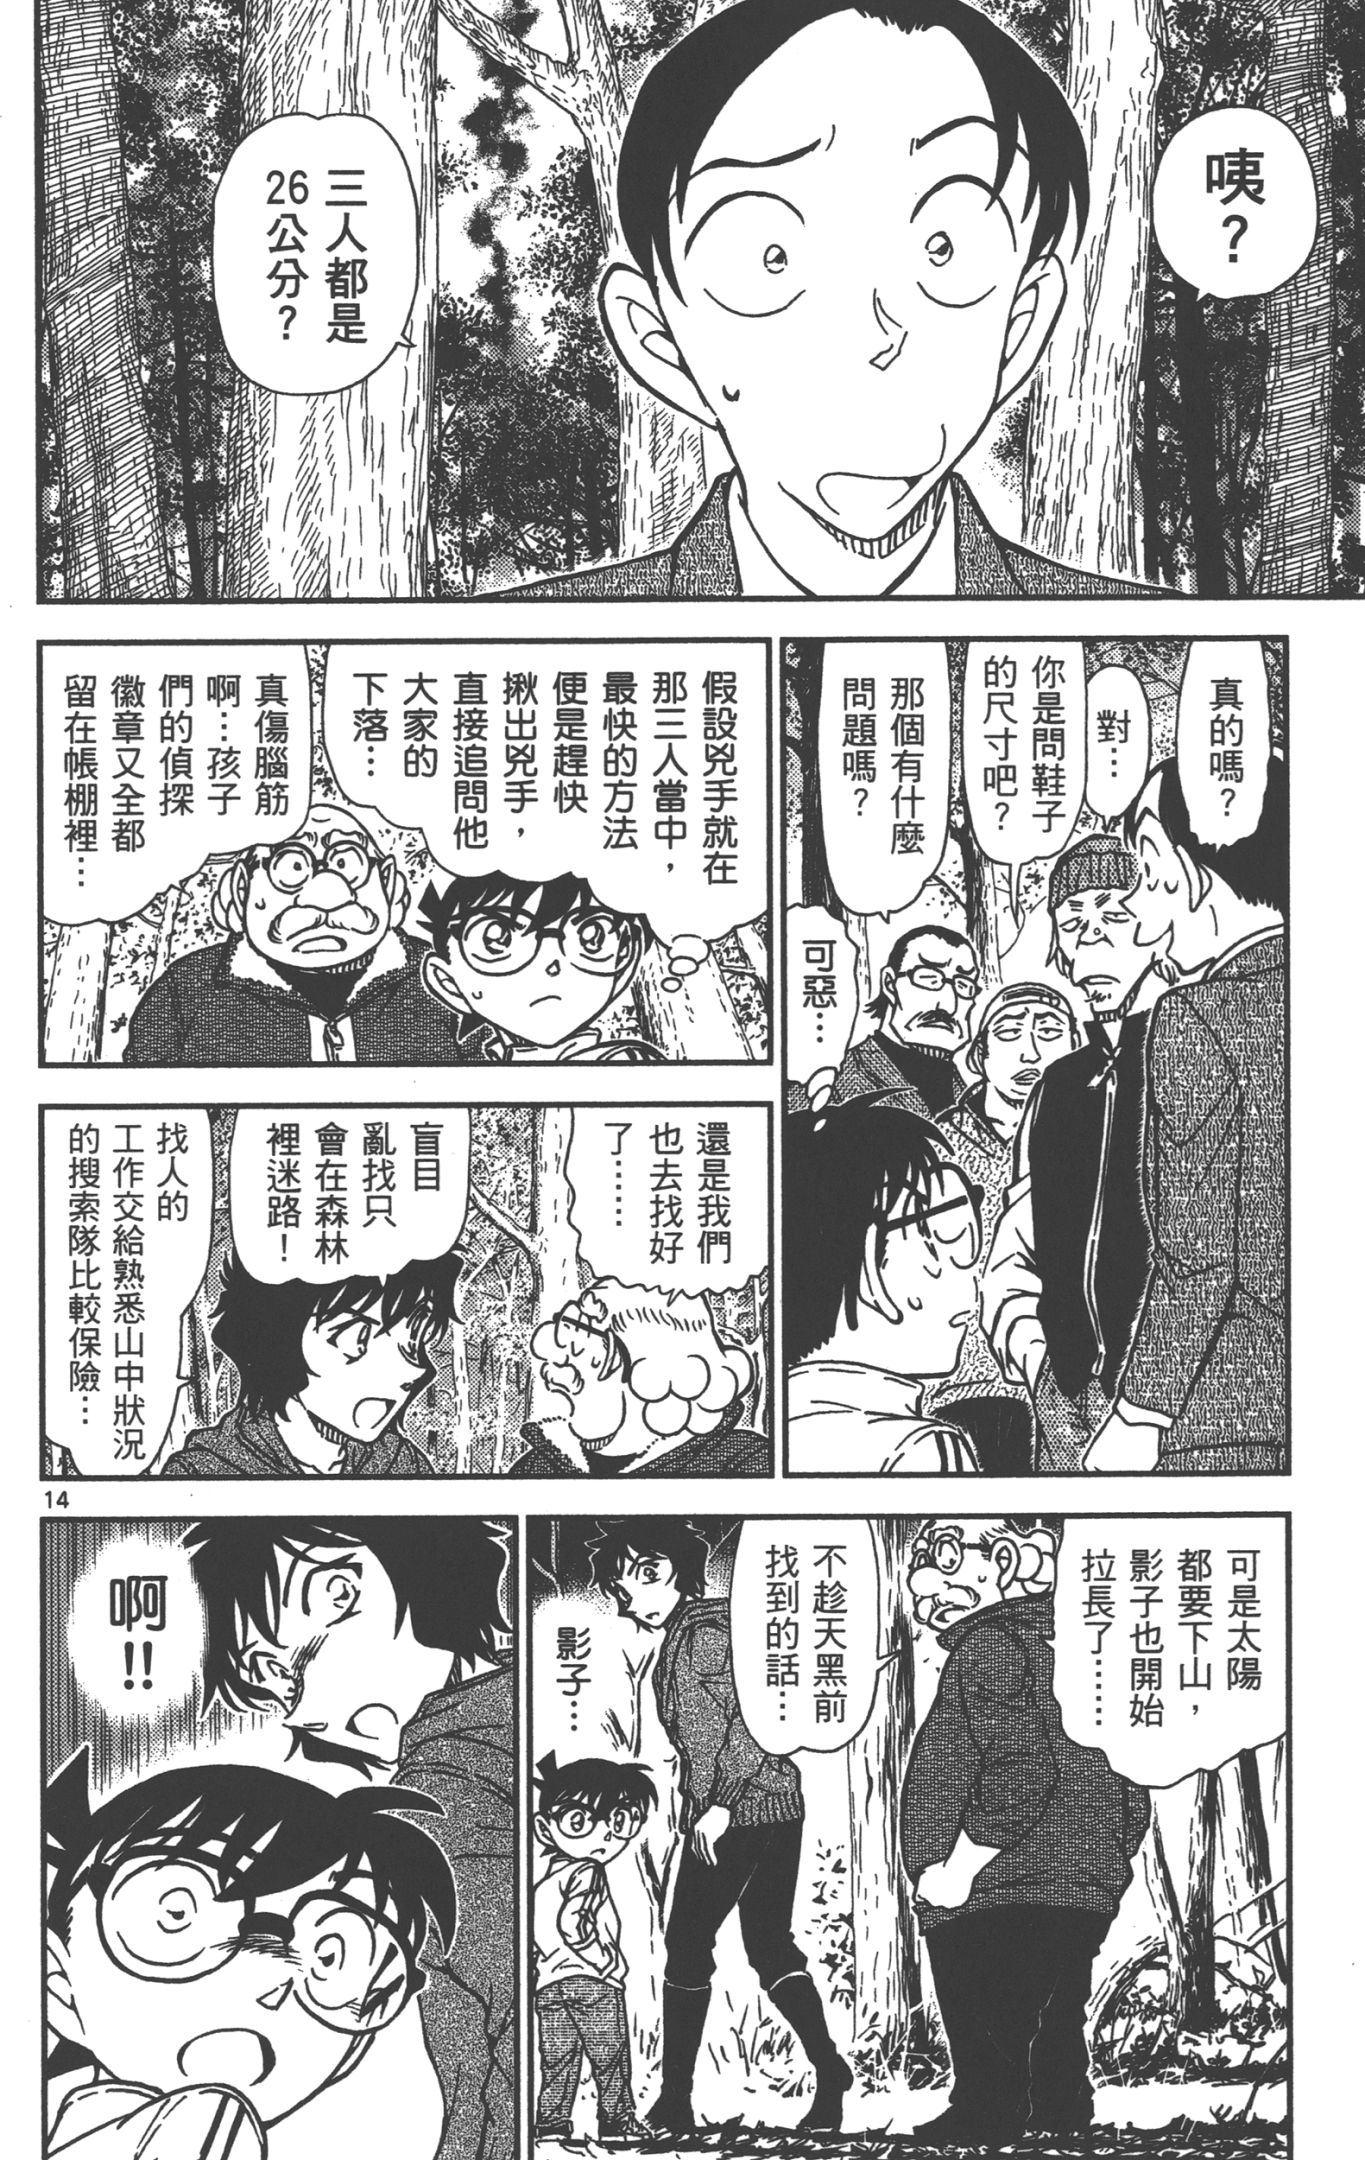 咦？
三人都是
26公分？
真的嗎？
對…
你是問鞋子
的尺寸吧？
那個有什麼
問題嗎？
可惡…
假設兇手就在
那三人當中，
最快的方法
便是趕快
揪出兇手，
直接追問他
大家的
下落…
真傷腦筋
啊…孩子
們的偵探
徽章又全都
留在帳棚裡…
還是我們
也去找好
了……
盲目
亂找只
會在森林
裡迷路！
找人的
工作交給熟悉山中狀況
的搜索隊比較保險…
14
可是太陽
都要下山，
影子也開始
拉長了……
不趁天黑前
找到的話…
影子…
啊!!